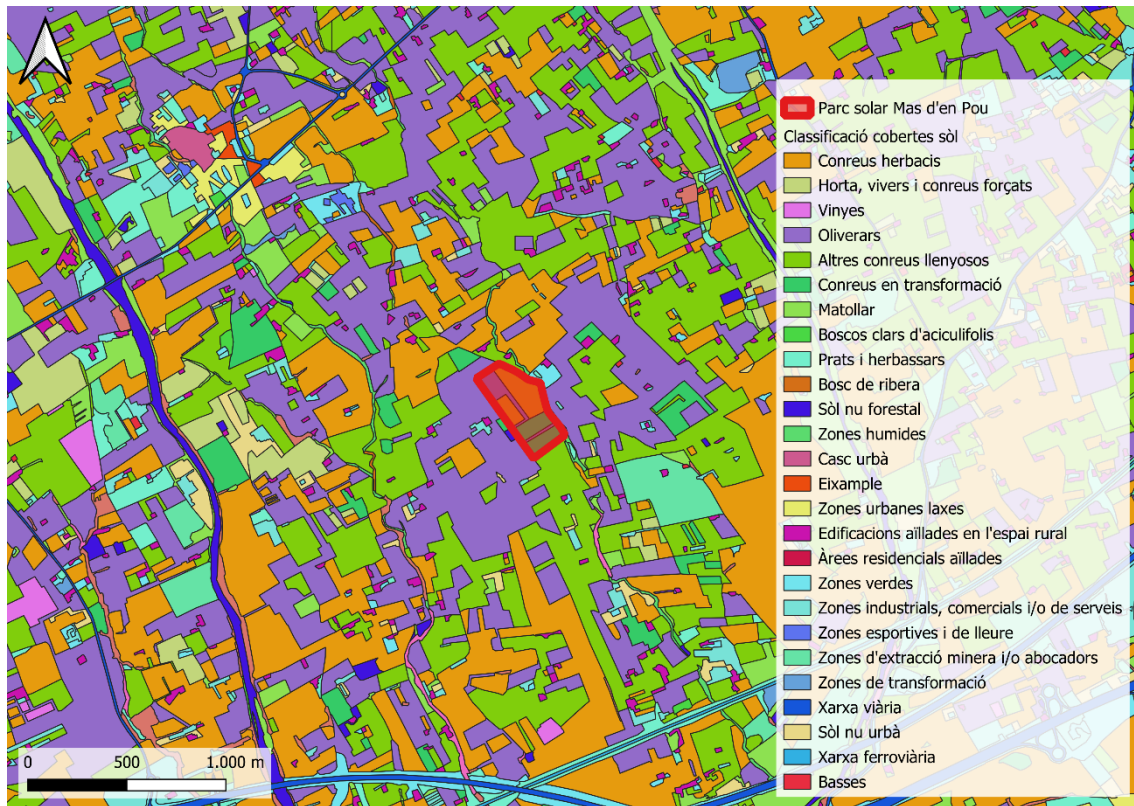 Parc solar Mas d'en Pou
Classificació cobertes sòl
Conreus herbacis
Horta, vivers i conreus forçats
Vinyes
Oliverars
Altres conreus llenyosos
Conreus en transformació
Matollar
Boscos clars d'aciculifolis
Prats i herbassars
Bosc de ribera
Sòl nu forestal
Zones humides
Casc urbà
Eixample
Zones urbanes laxes
Edificacions aïllades en l'espai rural
Àrees residencials aïllades
Zones verdes
Zones industrials, comercials i/o de serveis
Zones esportives i de lleure
Zones d'extracció minera i/o abocadors
Zones de transformació
Xarxa viària
Sòl nu urbà
Xarxa ferroviària
Basses
0 500 1.000 m